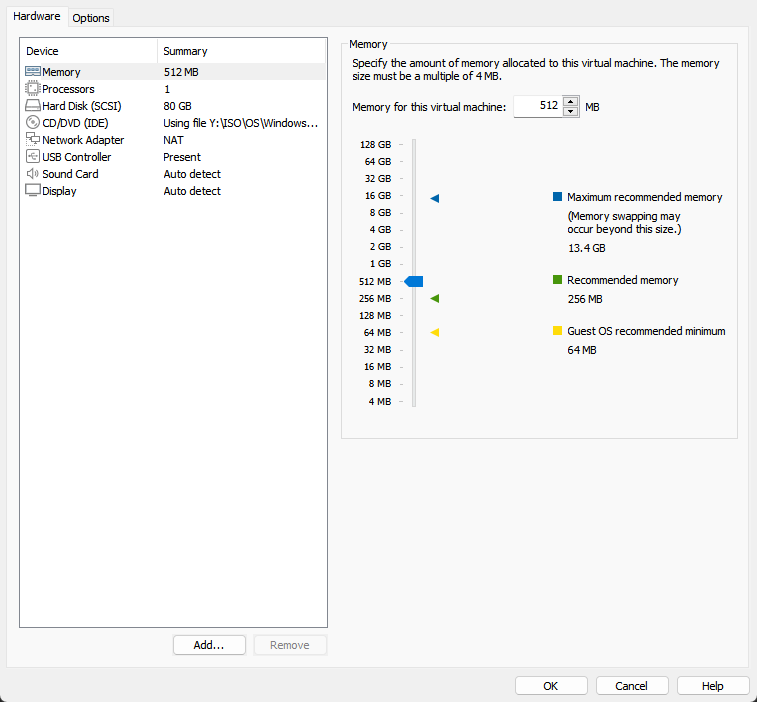 Hardware Options
Device Summary
Memory 512 MB
Processors 1
Hard Disk (SCSI) 80 GB
CD/DVD (IDE) Using file Y:\ISO\OS\Windows...
Network Adapter NAT
USB Controller Present
Sound Card Auto detect
Display Auto detect
Add... Remove
Memory
Specify the amount of memory allocated to this virtual machine. The memory
size must be a multiple of 4 MB.
Memory for this virtual machine: 512 MB
128 GB
64 GB
32 GB
16 GB
8 GB
4 GB
2 GB
1 GB
512 MB
256 MB
128 MB
64 MB
32 MB
16 MB
8 MB
4 MB
Maximum recommended memory
(Memory swapping may
occur beyond this size.)
13.4 GB
Recommended memory
256 MB
Guest OS recommended minimum
64 MB
OK Cancel Help